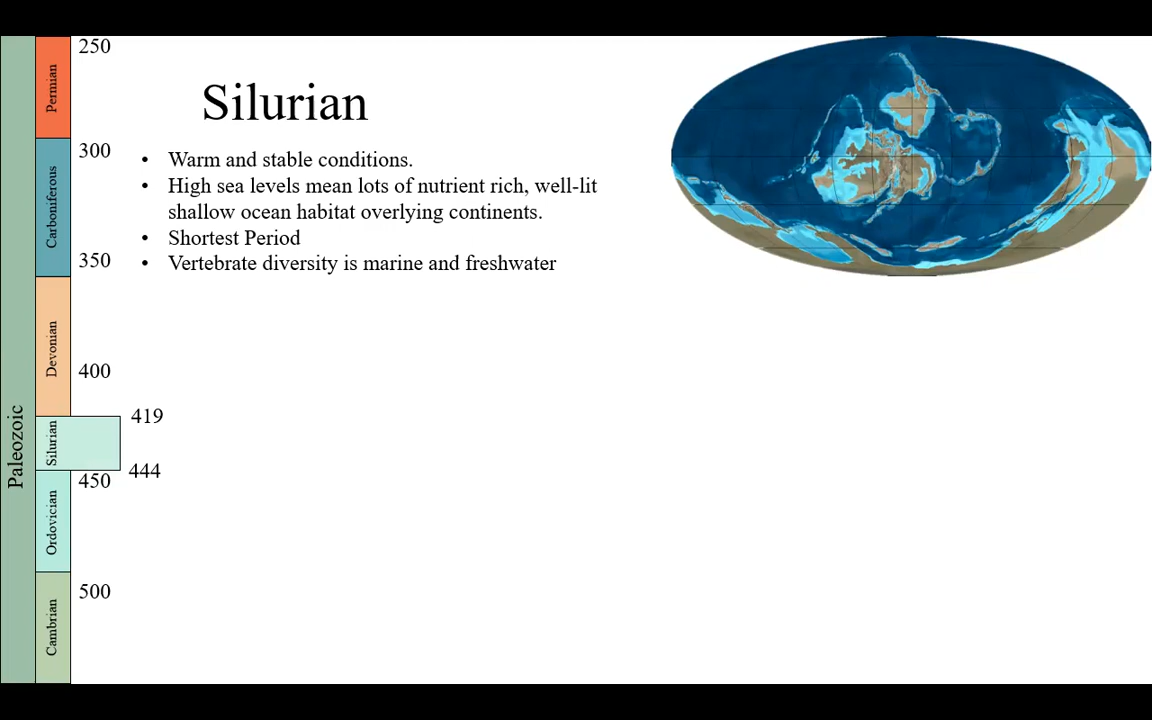 250
Permian
Silurian
300
• Warm and stable conditions.
• High sea levels mean lots of nutrient rich, well-lit
shallow ocean habitat overlying continents.
• Shortest Period
• Vertebrate diversity is marine and freshwater
Carboniferous
350
Devonian
400
419
Paleozoic
Silurian
444
450
Ordovician
500
Cambrian